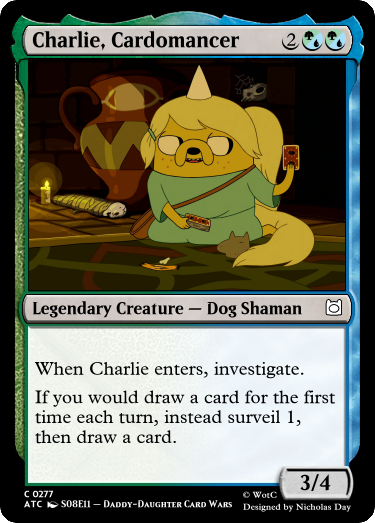 Charlie, Cardomancer 2
Legendary Creature — Dog Shaman
When Charlie enters, investigate.
If you would draw a card for the first
time each turn, instead surveil 1,
then draw a card.
3/4
C 0277 © WotC
ATC S08E11 — Daddy-Daughter Card Wars Designed by Nicholas Day